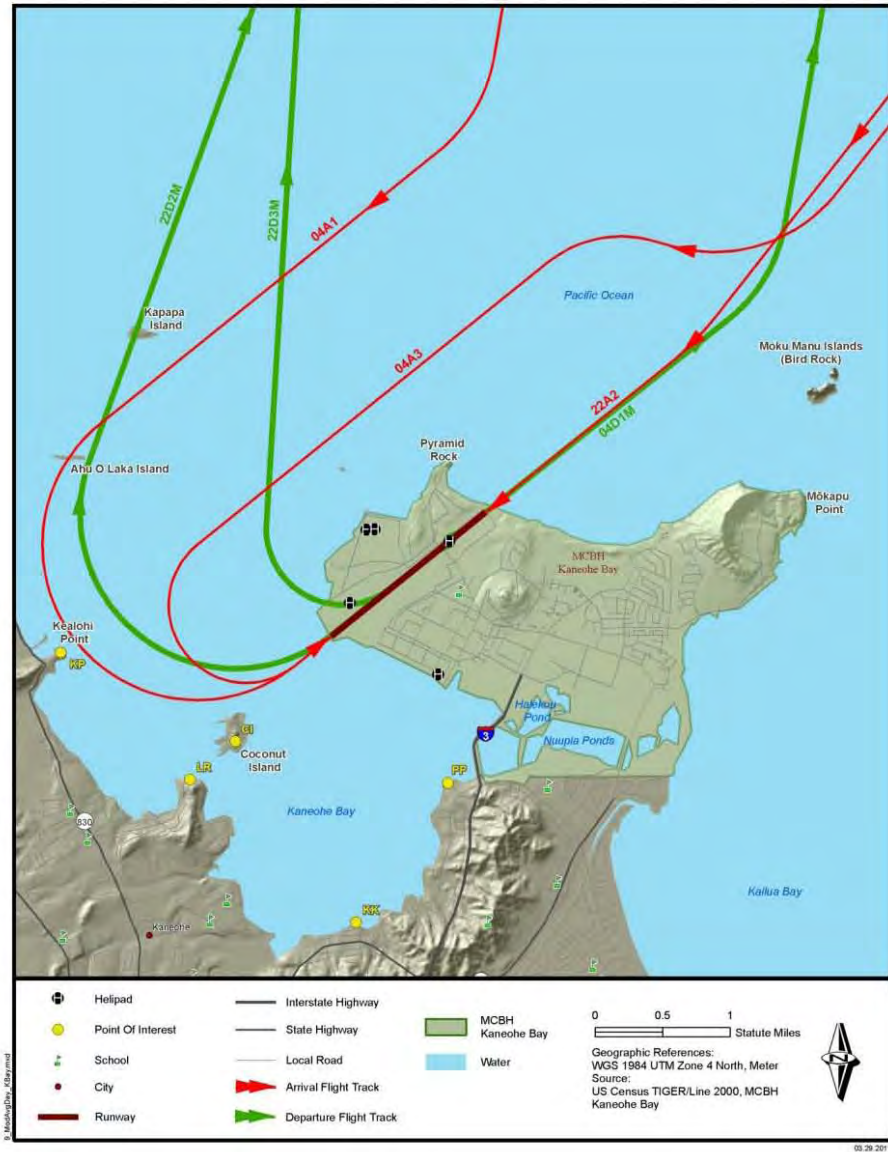 22D2M
22D3M
04A1
Pacific Ocean
Kapapa
Island
04A3
Moku Manu Islands
(Bird Rock)
22A2
04D1M
Pyramid
Rock
Ahu O Laka Island
Mōkapu
Point
MCBH
Kaneohe Bay
Kealohi
Point
KP
Halekou
Pond
3
Nuupia Ponds
CI
Coconut
Island
LR
PP
Kaneohe Bay
830
Kailua Bay
KK
Kaneohe
H
Helipad
Point Of Interest
School
City
Runway
Interstate Highway
State Highway
Local Road
Arrival Flight Track
Departure Flight Track
MCBH
Kaneohe Bay
Water
0 0.5 1
Statute Miles
Geographic References:
WGS 1984 UTM Zone 4 North, Meter
Source:
US Census TIGER/Line 2000, MCBH
Kaneohe Bay
N